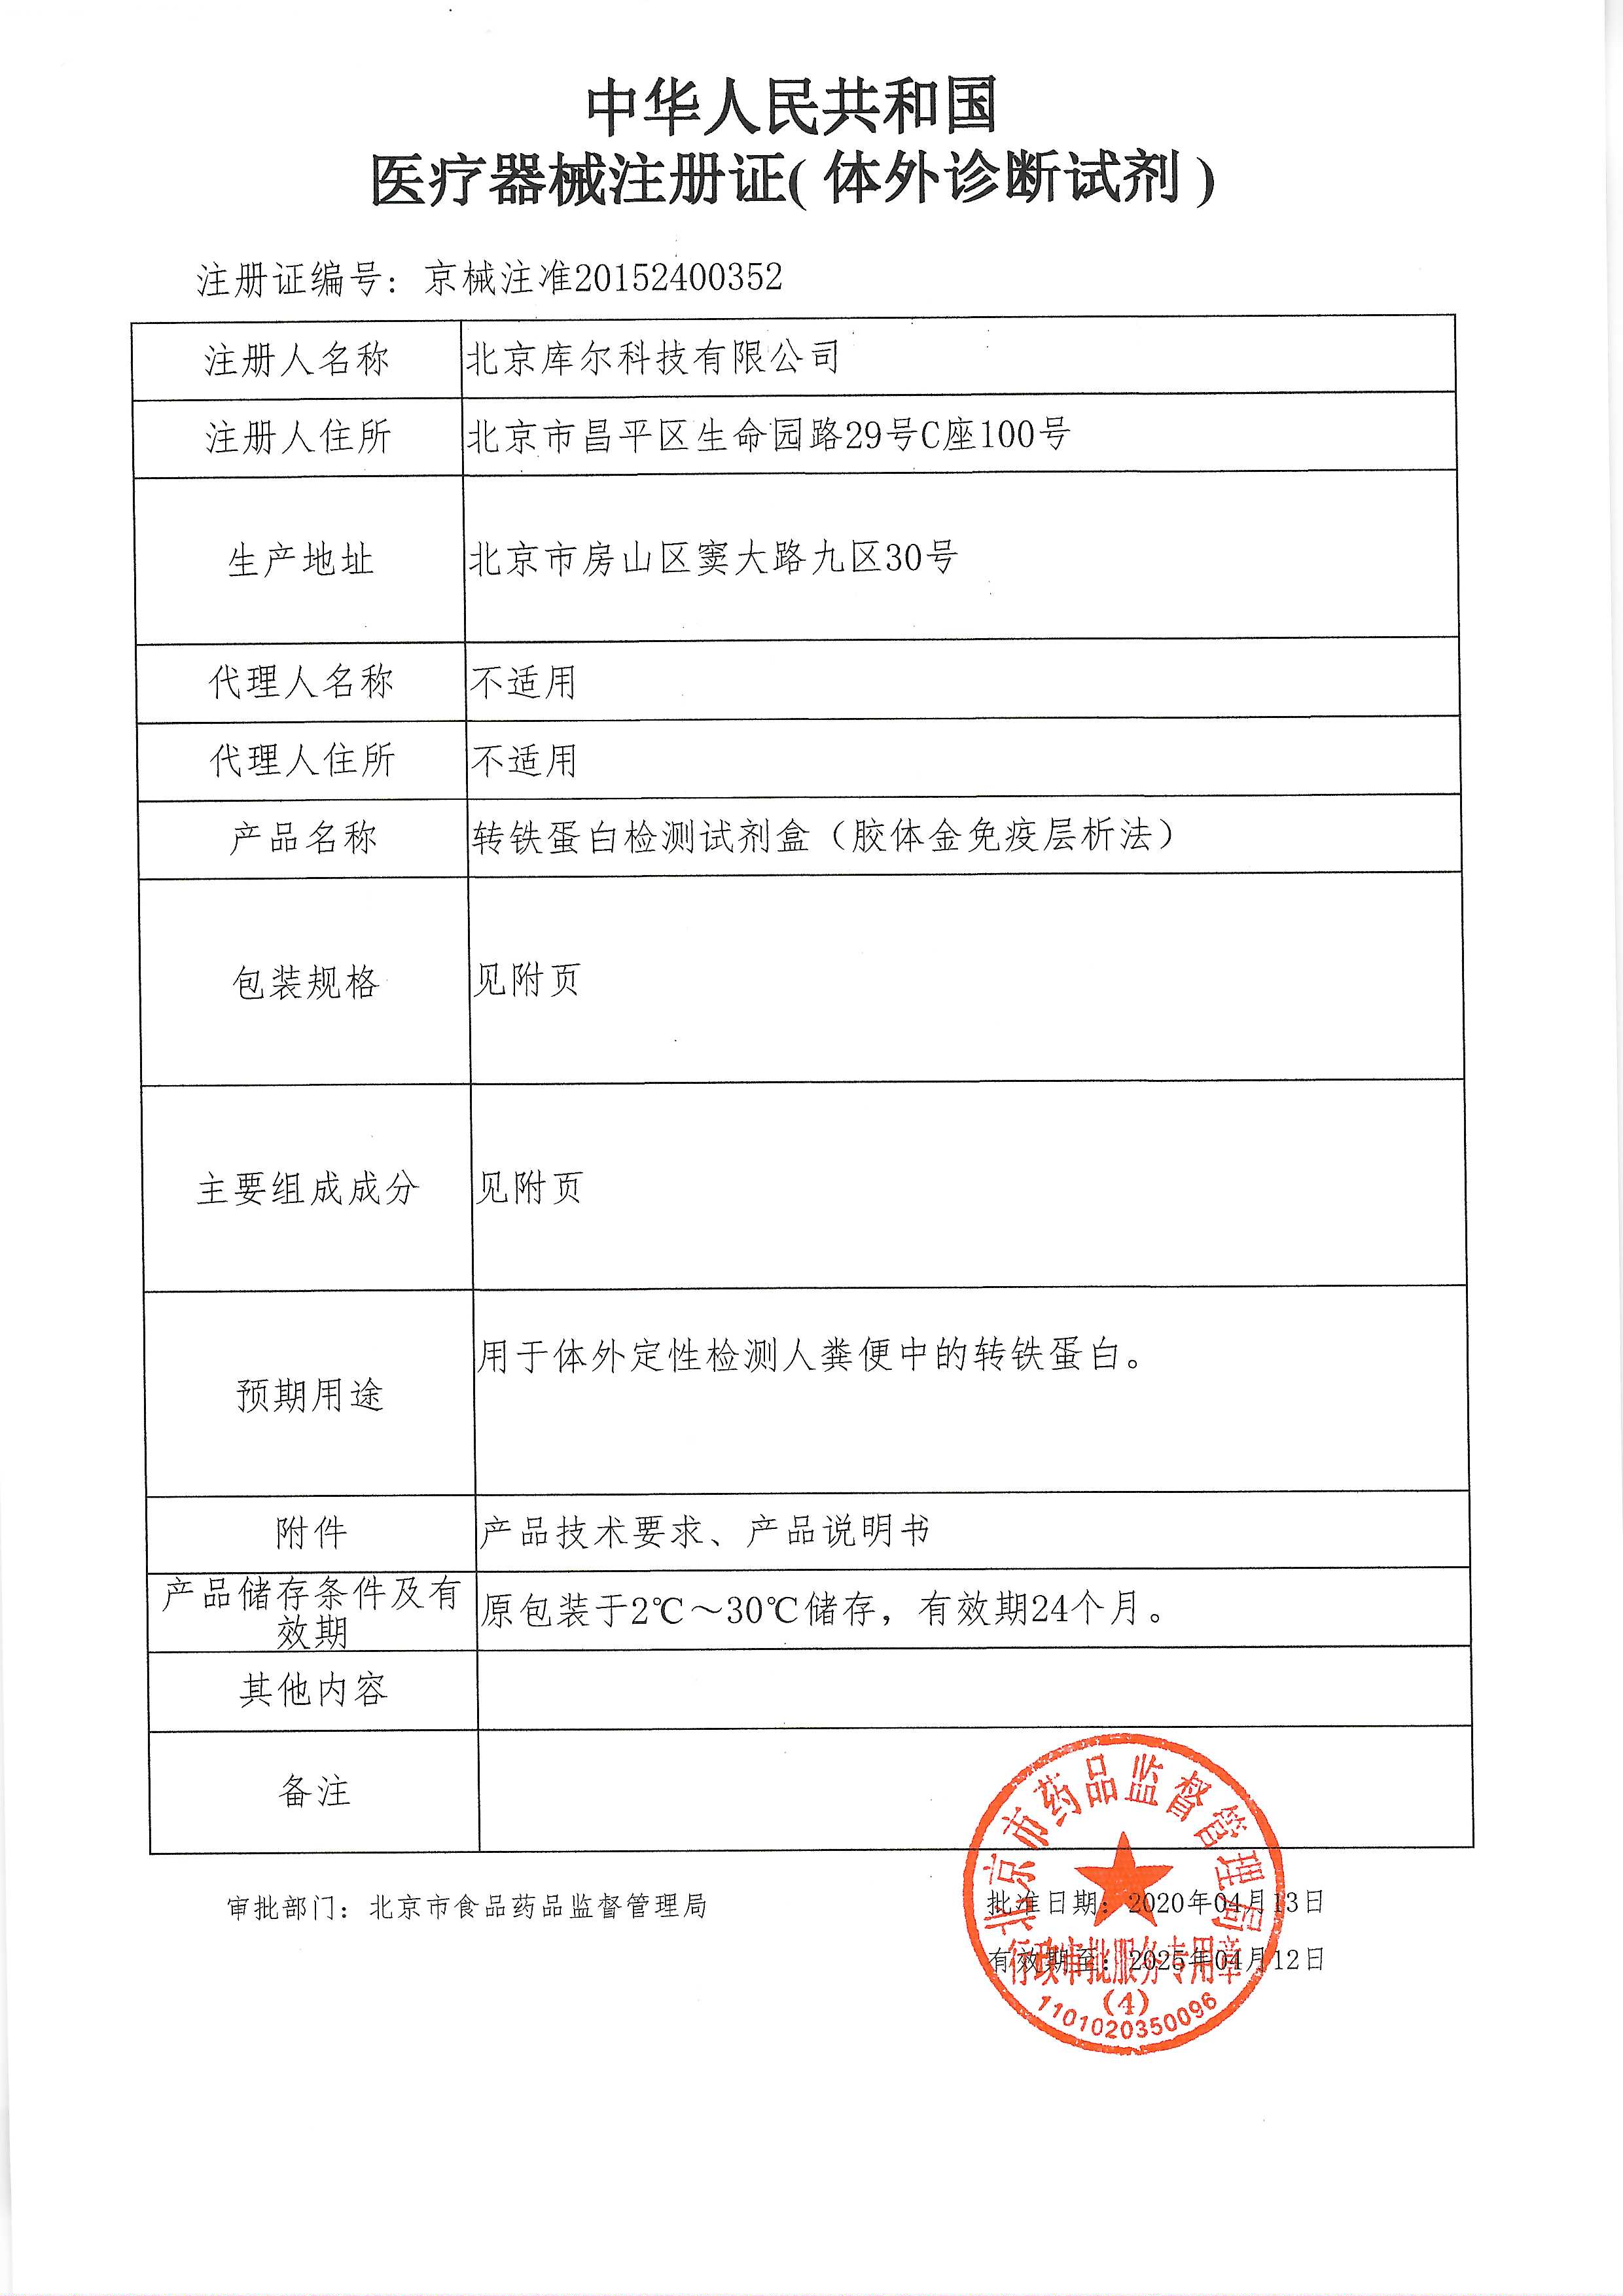 中华人民共和国
医疗器械注册证(体外诊断试剂)
注册证编号：京械注准20152400352
注册人名称 北京库尔科技有限公司
注册人住所 北京市昌平区生命园路29号C座100号
生产地址 北京市房山区窦大路九区30号
代理人名称 不适用
代理人住所 不适用
产品名称 转铁蛋白检测试剂盒（胶体金免疫层析法）
包装规格 见附页
主要组成成分 见附页
预期用途 用于体外定性检测人粪便中的转铁蛋白。
附件 产品技术要求、产品说明书
产品储存条件及有
效期 原包装于2℃～30℃储存，有效期24个月。
其他内容
备注
审批部门：北京市食品药品监督管理局
批准日期：2020年04月13日
有效期至：2025年04月12日
北京市药品监督管理局
行政审批服务专用章
(4)
1101020350096